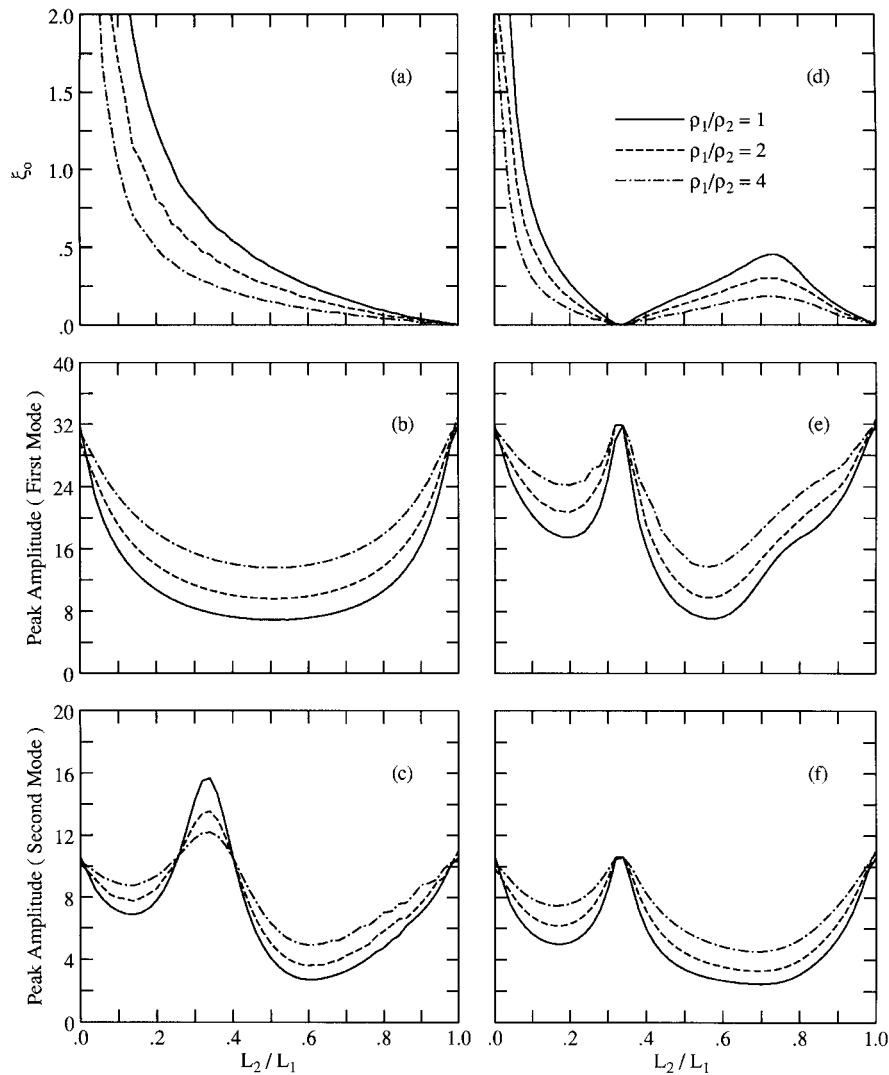 2.0
1.5
1.0
.5
.0
ξo
(a)
(d)
ρ1/ρ2 = 1
ρ1/ρ2 = 2
ρ1/ρ2 = 4
40
32
24
16
8
0
Peak Amplitude ( First Mode )
(b)
(e)
20
16
12
8
4
0
Peak Amplitude ( Second Mode )
(c)
(f)
.0 .2 .4 .6 .8 1.0
L2 / L1
.0 .2 .4 .6 .8 1.0
L2 / L1